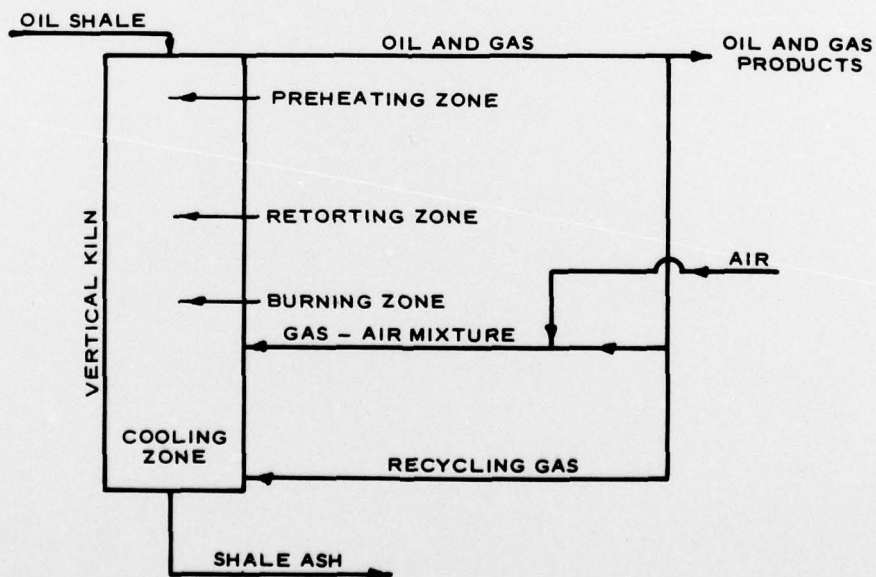 OIL SHALE
OIL AND GAS
OIL AND GAS
PRODUCTS
PREHEATING ZONE
RETORTING ZONE
AIR
BURNING ZONE
GAS – AIR MIXTURE
VERTICAL KILN
COOLING
ZONE
RECYCLING GAS
SHALE ASH